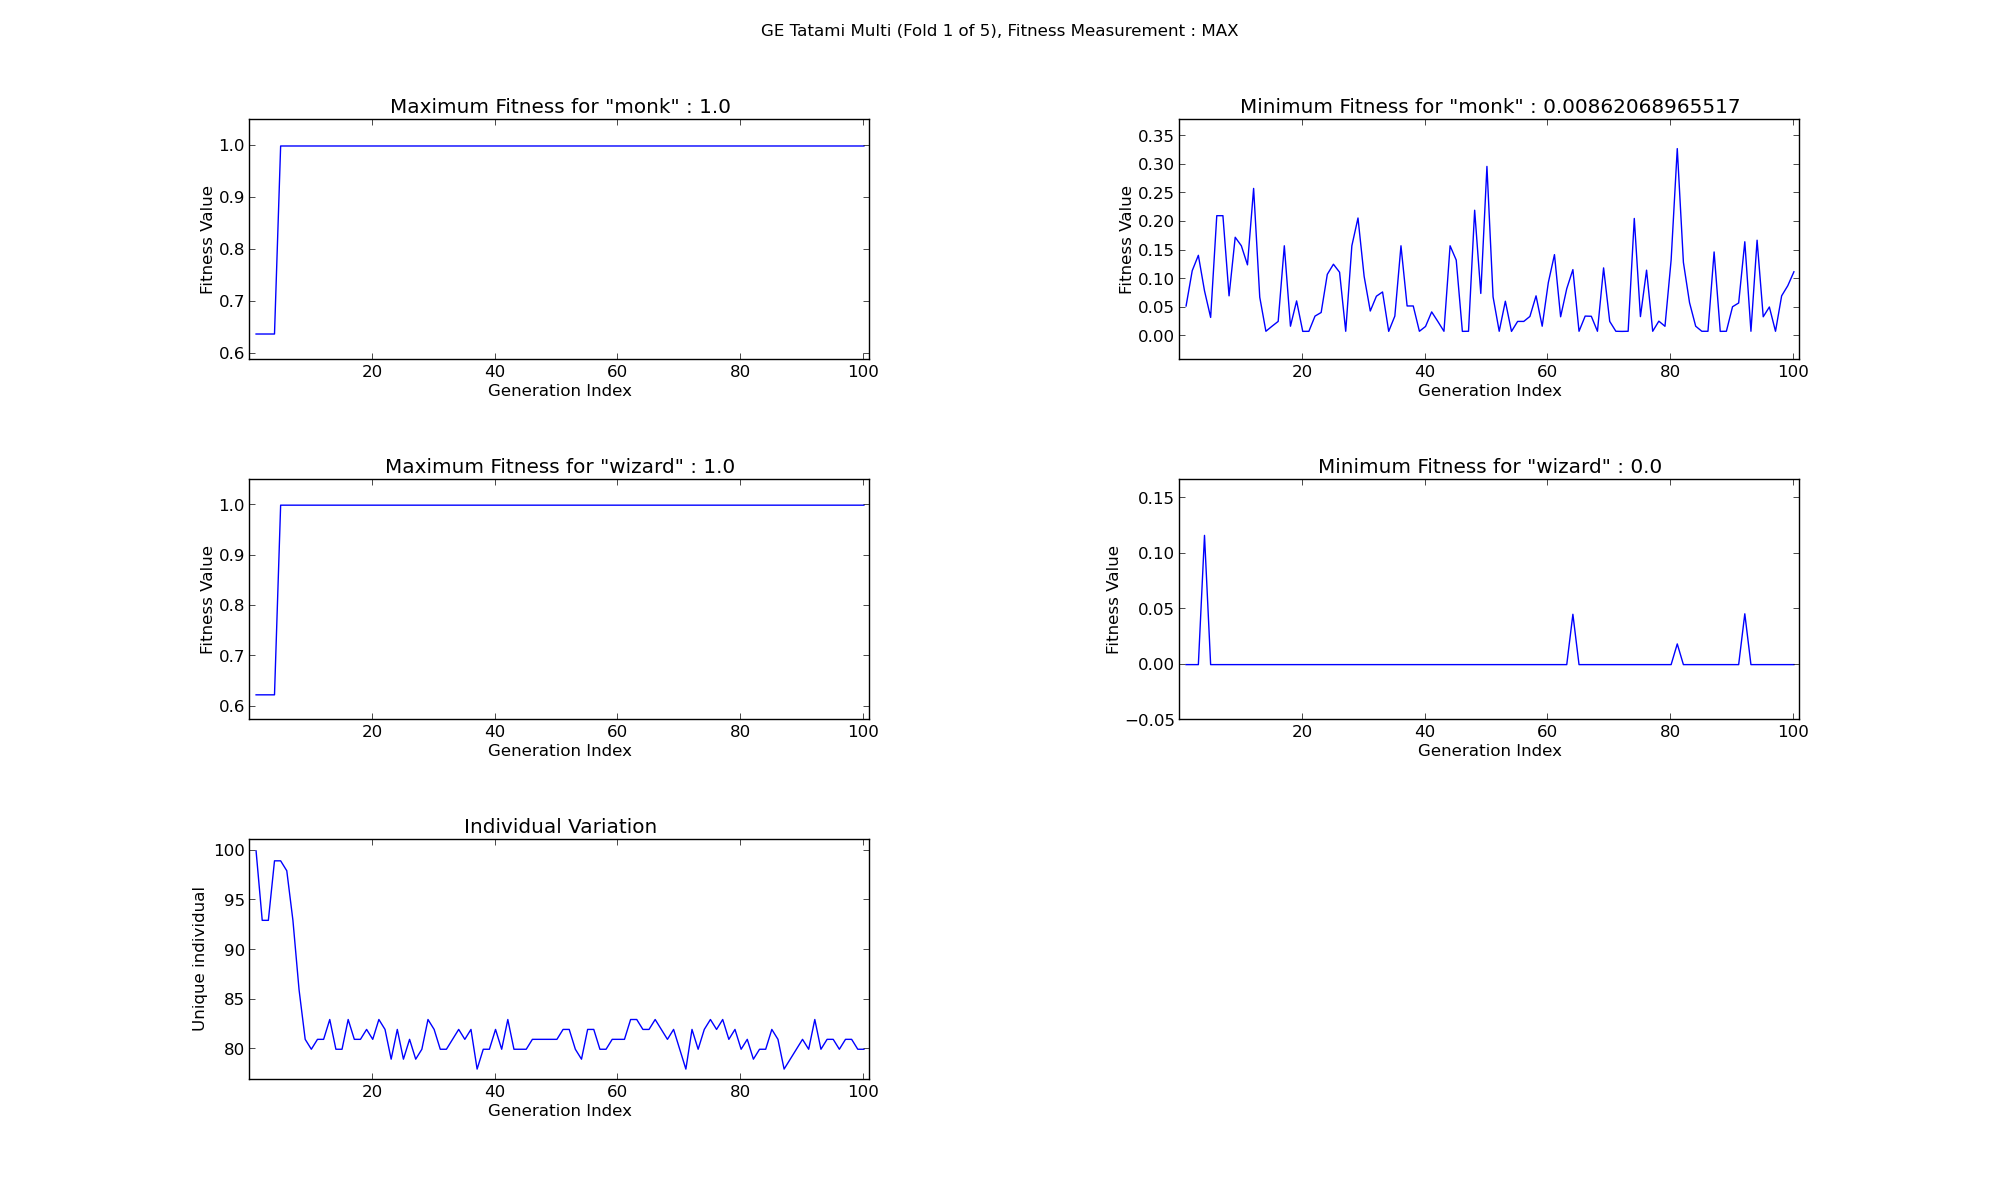 GE Tatami Multi (Fold 1 of 5), Fitness Measurement : MAX
Maximum Fitness for "monk" : 1.0
1.0
0.9
0.8
0.7
0.6
Fitness Value
20 40 60 80 100
Generation Index
Minimum Fitness for "monk" : 0.00862068965517
0.35
0.30
0.25
0.20
0.15
0.10
0.05
0.00
Fitness Value
20 40 60 80 100
Generation Index
Maximum Fitness for "wizard" : 1.0
1.0
0.9
0.8
0.7
0.6
Fitness Value
20 40 60 80 100
Generation Index
Minimum Fitness for "wizard" : 0.0
0.15
0.10
0.05
0.00
−0.05
Fitness Value
20 40 60 80 100
Generation Index
Individual Variation
100
95
90
85
80
Unique individual
20 40 60 80 100
Generation Index